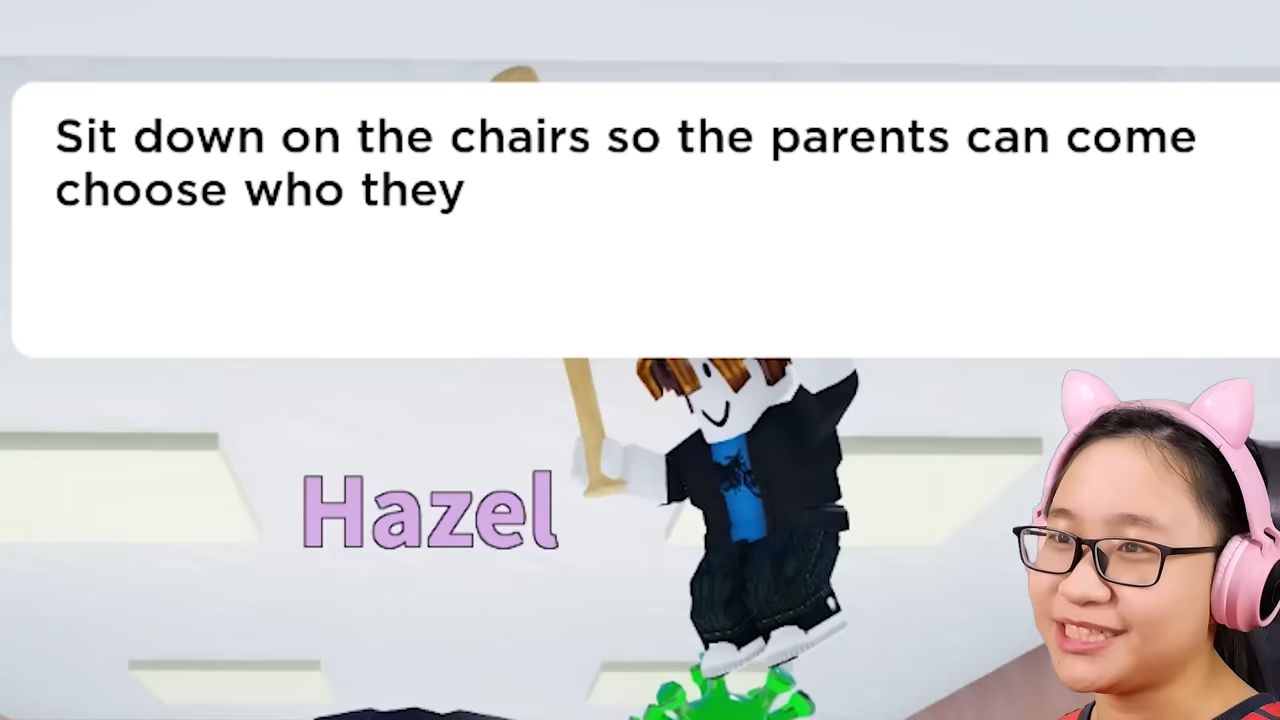 Sit down on the chairs so the parents can come
choose who they
Hazel